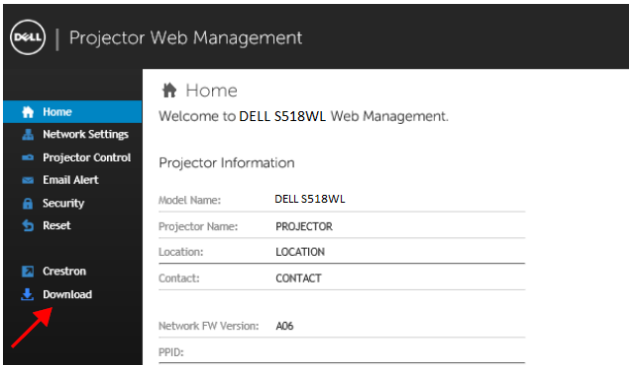 DELL | Projector Web Management
Home
Network Settings
Projector Control
Email Alert
Security
Reset
Crestron
Download
Home
Welcome to DELL S518WL Web Management.
Projector Information
Model Name: DELL S518WL
Projector Name: PROJECTOR
Location: LOCATION
Contact: CONTACT
Network FW Version: A06
PPID: